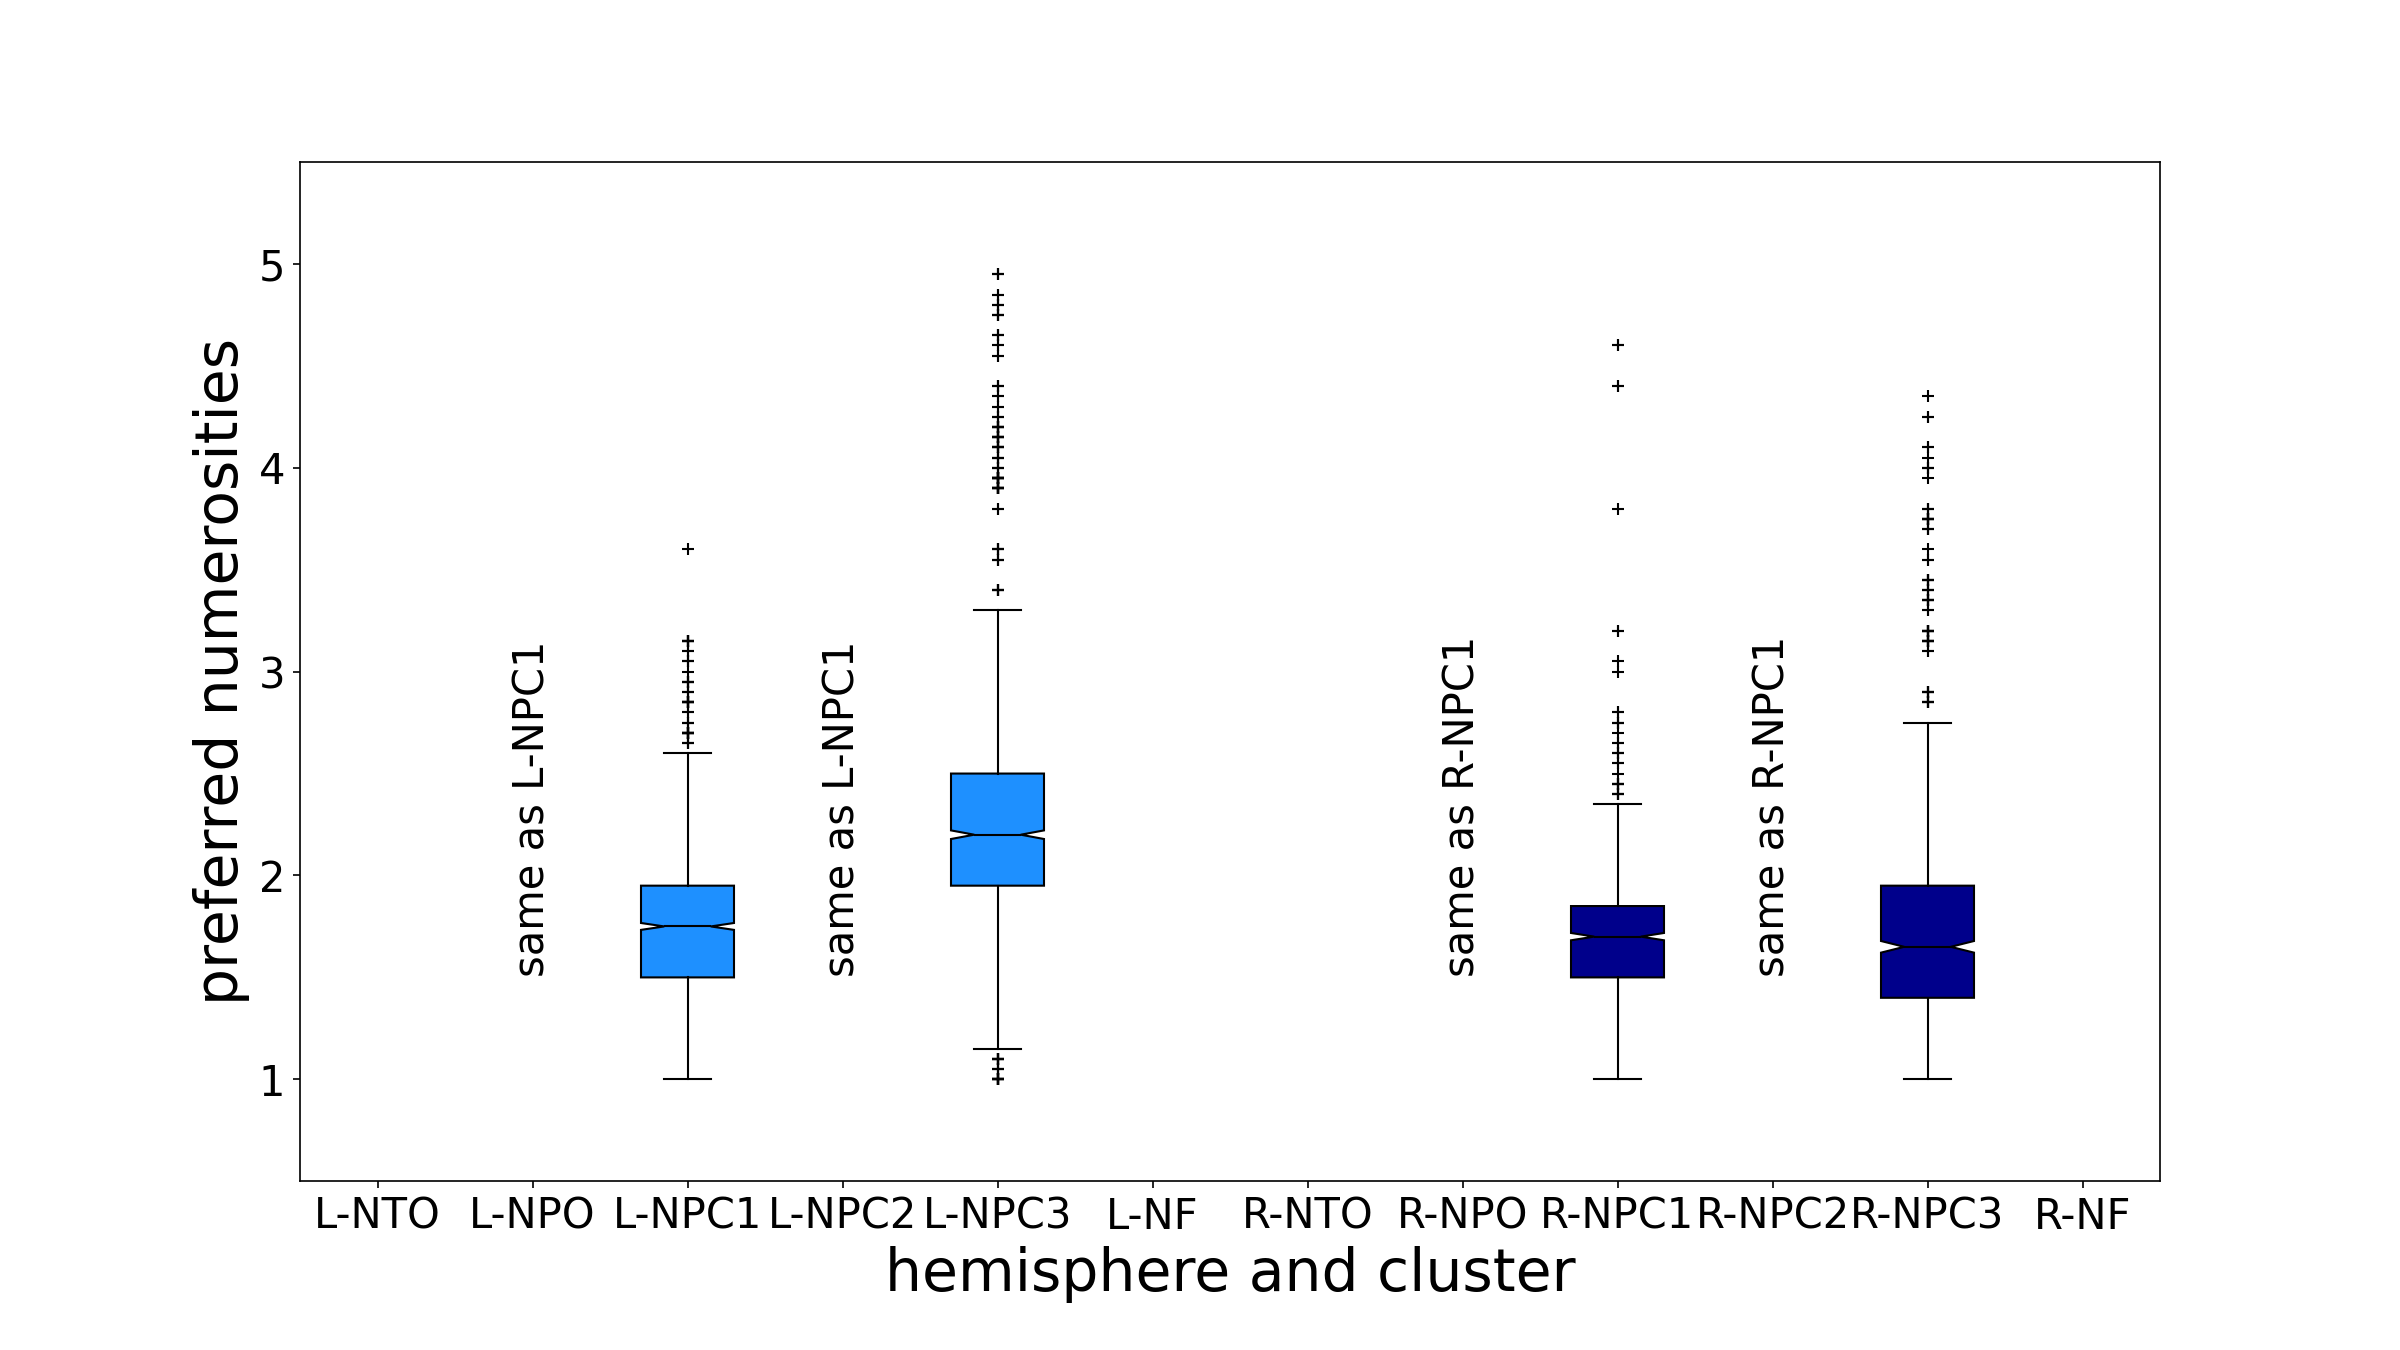 preferred numerosities
5
4
3
2
1
same as L-NPC1
same as L-NPC1
same as R-NPC1
same as R-NPC1
L-NTO L-NPO L-NPC1 L-NPC2 L-NPC3 L-NF R-NTO R-NPO R-NPC1 R-NPC2 R-NPC3 R-NF
hemisphere and cluster